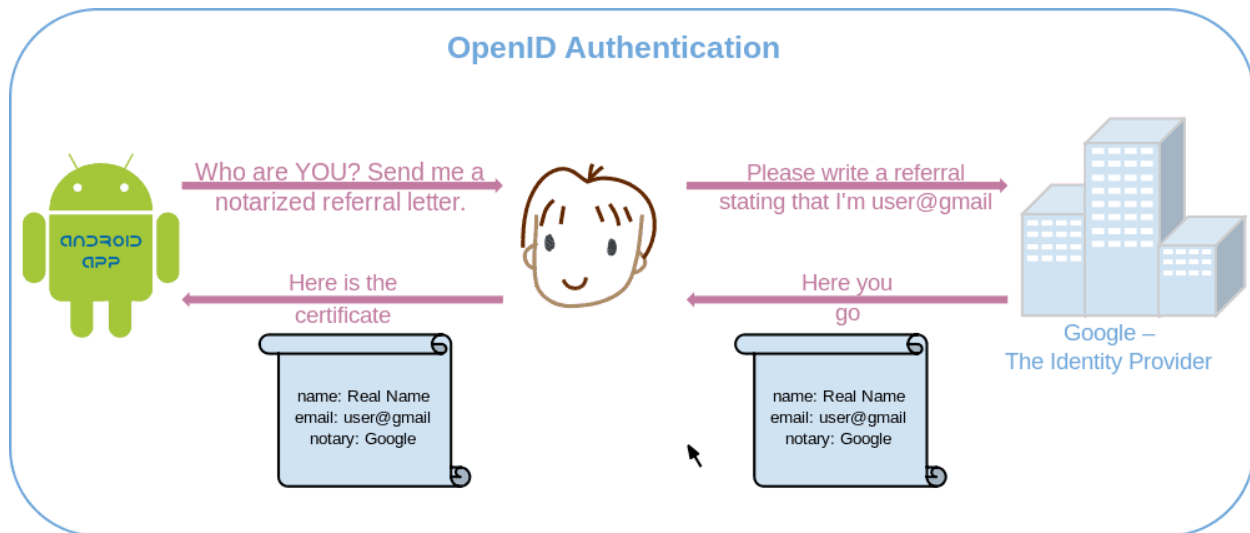 OpenID Authentication
Who are YOU? Send me a
notarized referral letter.
Please write a referral
stating that I'm user@gmail
ANDROID
APP
Here is the
certificate
Here you
go
Google –
The Identity Provider
name: Real Name
email: user@gmail
notary: Google
name: Real Name
email: user@gmail
notary: Google